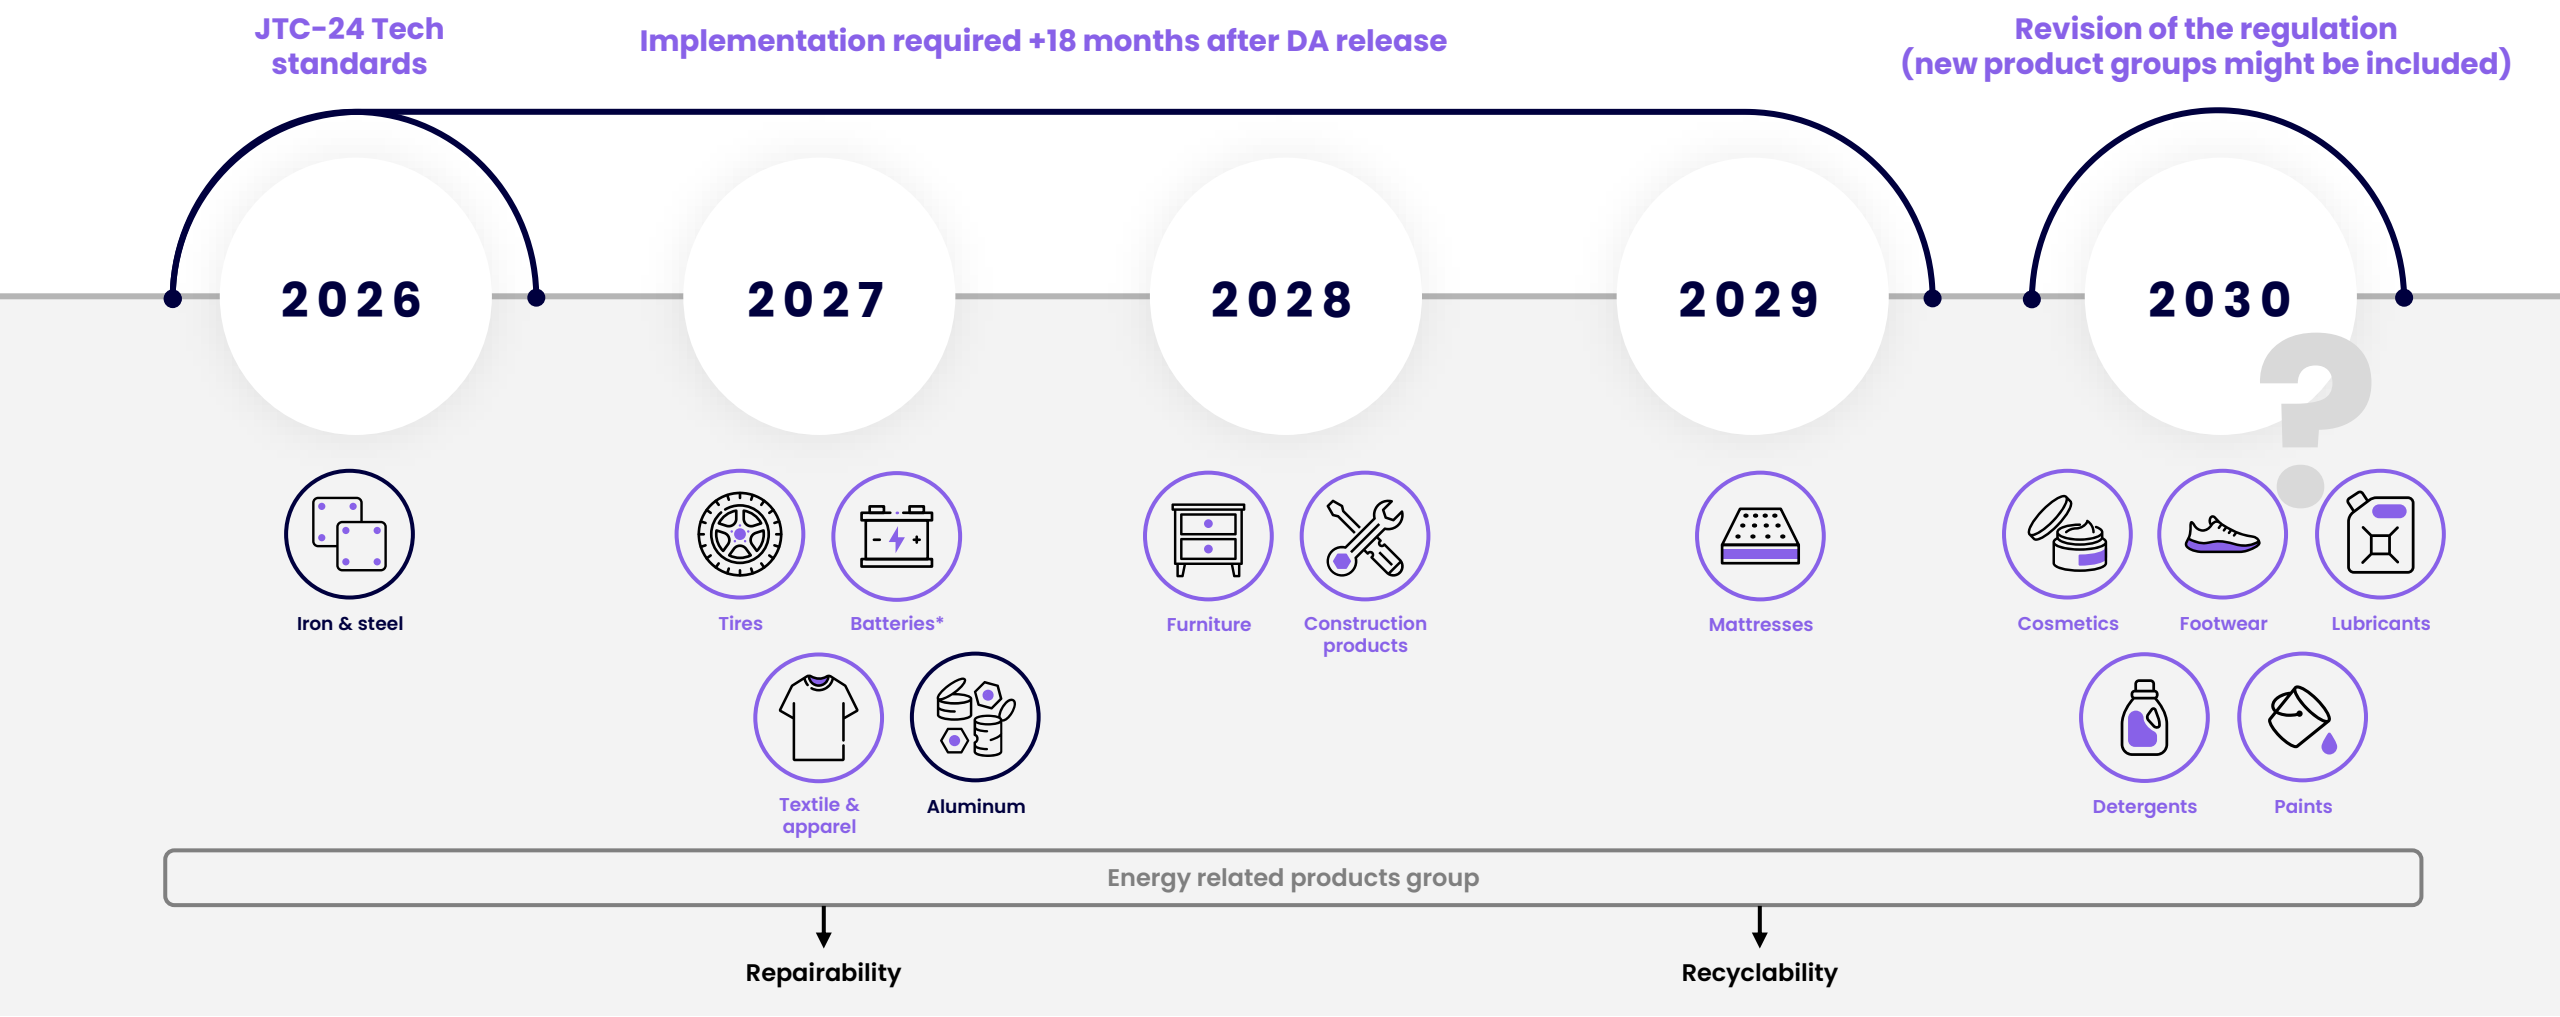 JTC-24 Tech
standards
Implementation required +18 months after DA release
Revision of the regulation
(new product groups might be included)
2026
2027
2028
2029
2030
?
Iron & steel
Tires
Batteries*
Furniture
Construction
products
Mattresses
Cosmetics
Footwear
Lubricants
Textile &
apparel
Aluminum
Detergents
Paints
Energy related products group
Repairability
Recyclability